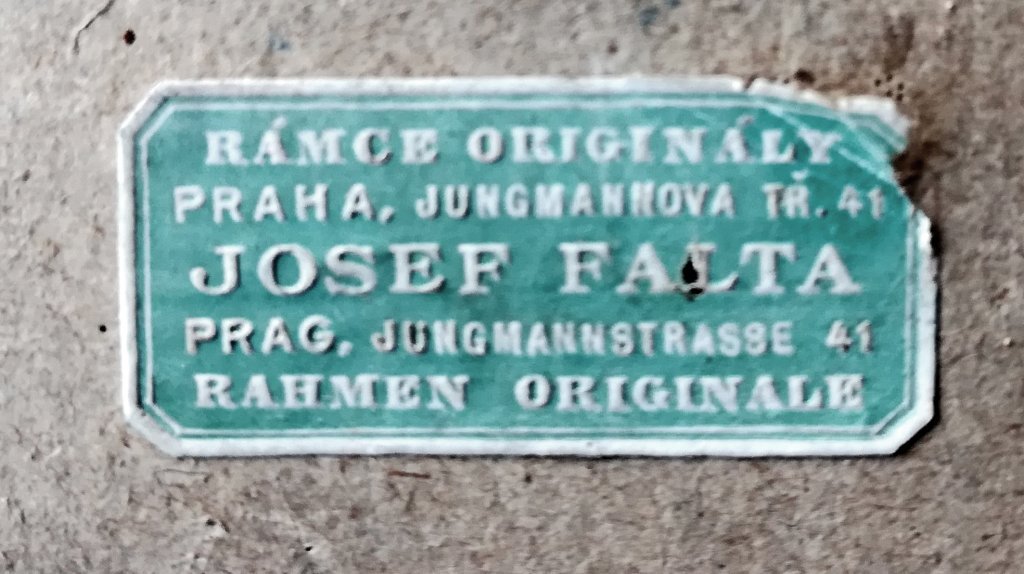 RÁMCE ORIGINÁLY
PRAHA, JUNGMANNOVA TŘ. 41
JOSEF FALTA
PRAG, JUNGMANNSTRASSE 41
RAHMEN ORIGINALE